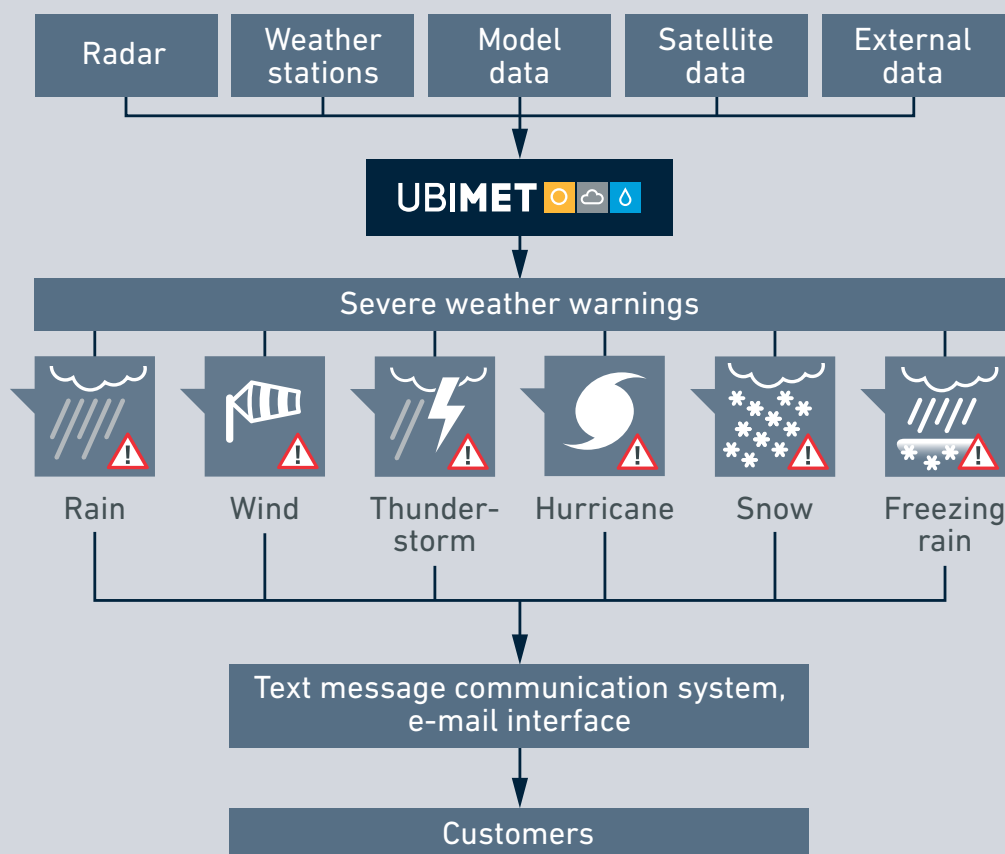 Radar
Weather
stations
Model
data
Satellite
data
External
data
UBIMET
Severe weather warnings
Rain
Wind
Thunder-
storm
Hurricane
Snow
Freezing
rain
Text message communication system,
e-mail interface
Customers